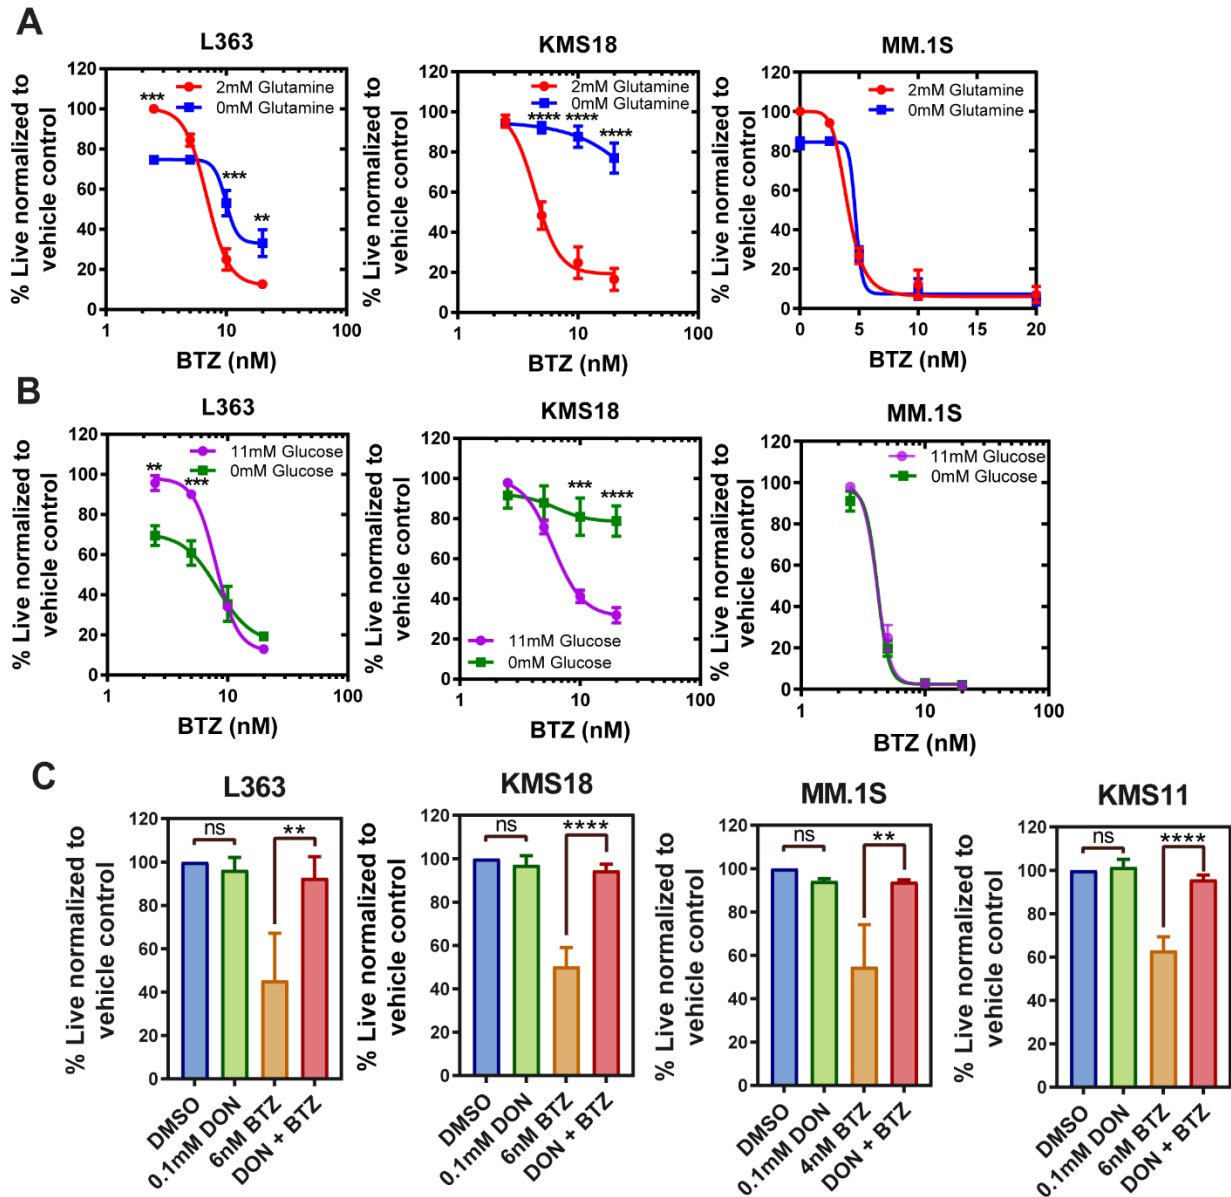 A
L363
KMS18
MM.1S
% Live normalized to
vehicle control
120
100
80
60
40
20
0
2mM Glutamine
0mM Glutamine
***
***
**
1
10
100
BTZ (nM)
% Live normalized to
vehicle control
120
100
80
60
40
20
0
2mM Glutamine
0mM Glutamine
****
****
****
1
10
100
BTZ (nM)
% Live normalized to
vehicle control
120
100
80
60
40
20
0
2mM Glutamine
0mM Glutamine
0
5
10
15
20
BTZ (nM)
B
L363
KMS18
MM.1S
% Live normalized to
vehicle control
120
100
80
60
40
20
0
11mM Glucose
0mM Glucose
**
***
1
10
100
BTZ (nM)
% Live normalized to
vehicle control
120
100
80
60
40
20
0
***
****
11mM Glucose
0mM Glucose
1
10
100
BTZ (nM)
% Live normalized to
vehicle control
120
100
80
60
40
20
0
11mM Glucose
0mM Glucose
1
10
100
BTZ (nM)
C
L363
KMS18
MM.1S
KMS11
% Live normalized to
vehicle control
120
100
80
60
40
20
0
ns
**
DMSO
0.1mM DON
6nM BTZ
DON + BTZ
% Live normalized to
vehicle control
120
100
80
60
40
20
0
ns
****
DMSO
0.1mM DON
6nM BTZ
DON + BTZ
% Live normalized to
vehicle control
120
100
80
60
40
20
0
ns
**
DMSO
0.1mM DON
4nM BTZ
DON + BTZ
% Live normalized to
vehicle control
120
100
80
60
40
20
0
ns
****
DMSO
0.1mM DON
6nM BTZ
DON + BTZ